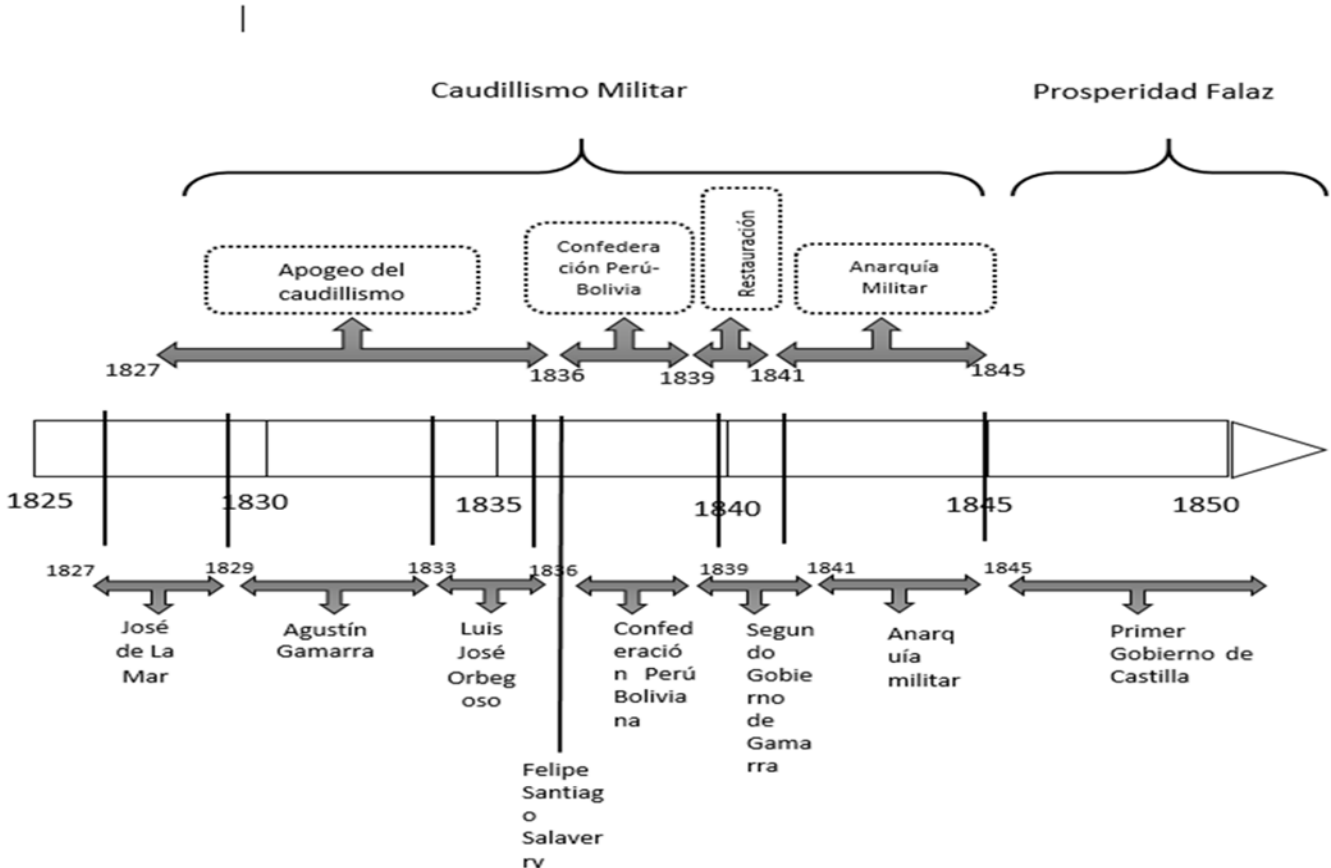 Caudillismo Militar
Prosperidad Falaz
Apogeo del
caudillismo
Confedera
ción Perú-
Bolivia
Restauración
Anarquía
Militar
1827
1836
1839
1841
1845
1825
1830
1835
1840
1845
1850
1827
1829
1833
1836
1839
1841
1845
José
de La
Mar
Agustín
Gamarra
Luis
José
Orbeg
oso
Confed
eració
n Perú
Bolivia
na
Segun
do
Gobie
rno
de
Gama
rra
Anarq
uía
militar
Primer
Gobierno de
Castilla
Felipe
Santiag
o
Salaver
ry